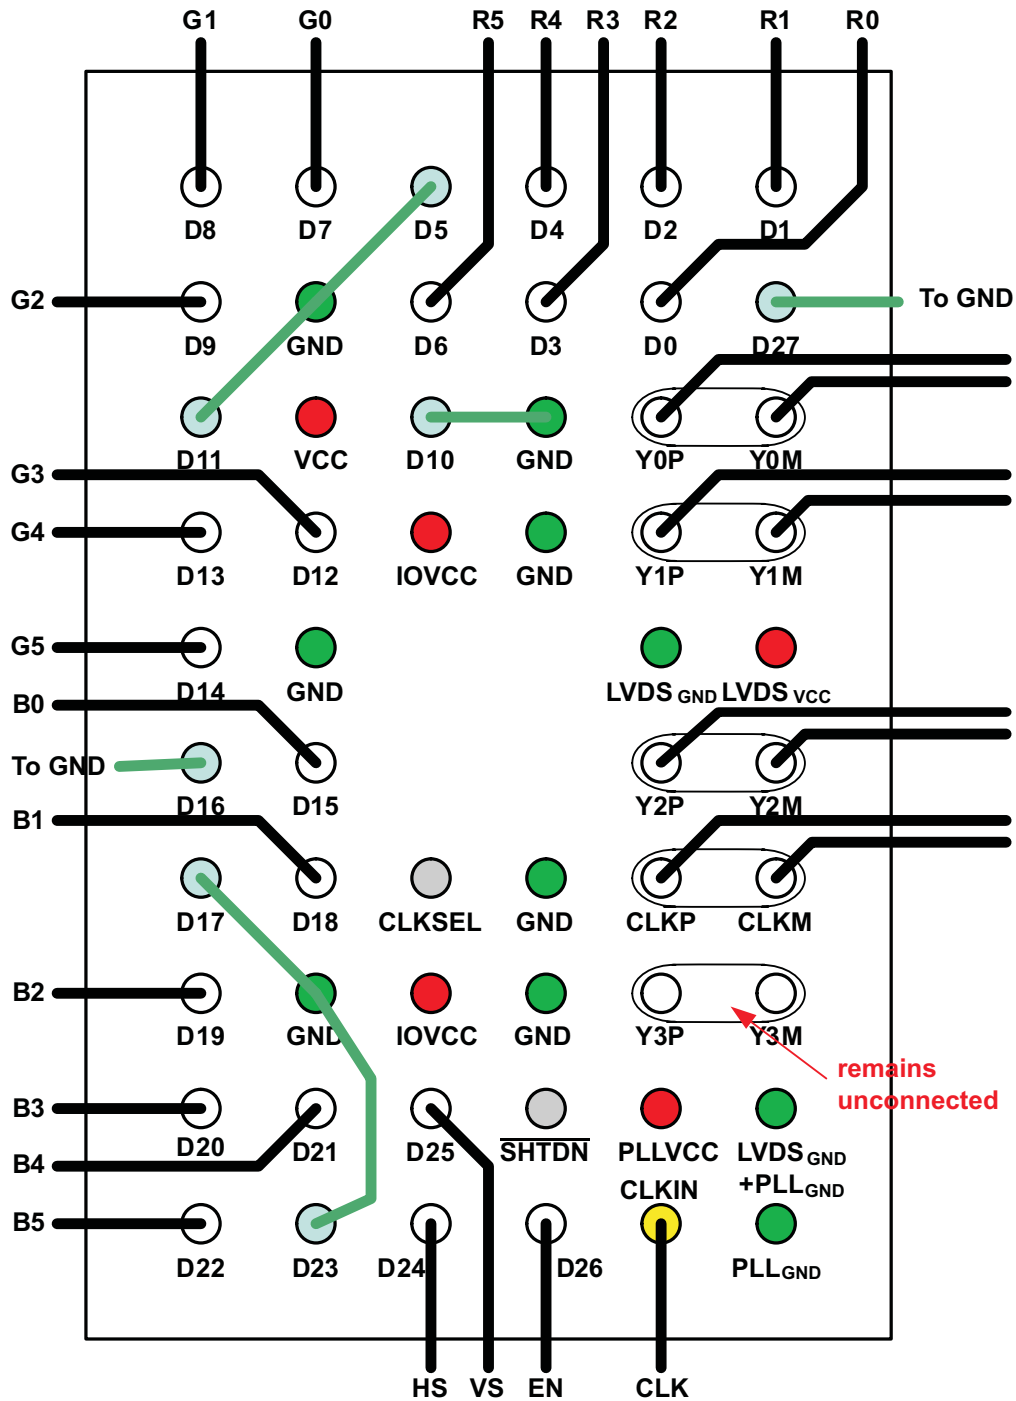 G1 G0 R5 R4 R3 R2 R1 R0
D8 D7 D5 D4 D2 D1
G2 To GND
D9 GND D6 D3 D0 D27
D11 VCC D10 GND Y0P Y0M
G3
G4
D13 D12 IOVCC GND Y1P Y1M
G5
D14 GND LVDS GND LVDS VCC
B0
To GND
D16 D15 Y2P Y2M
B1
D17 D18 CLKSEL GND CLKP CLKM
B2
D19 GND IOVCC GND Y3P Y3M
remains
unconnected
B3
D20 D21 D25 SHTDN PLLVCC LVDS GND
+PLL GND
B4
CLKIN
B5
D22 D23 D24 D26 PLL GND
HS VS EN CLK